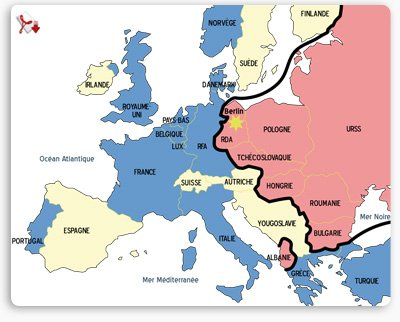 NORVÈGE
FINLANDE
SUÈDE
IRLANDE
DANEMARK
ROYAUME-
UNI
Berlin
PAYS BAS
POLOGNE
URSS
BELGIQUE
RDA
LUX
RFA
TCHÉCOSLOVAQUIE
Océan Atlantique
FRANCE
SUISSE
AUTRICHE
HONGRIE
ROUMANIE
Mer Noire
YOUGOSLAVIE
ESPAGNE
BULGARIE
PORTUGAL
ITALIE
ALBANIE
GRÈCE
Mer Méditerranée
TURQUIE